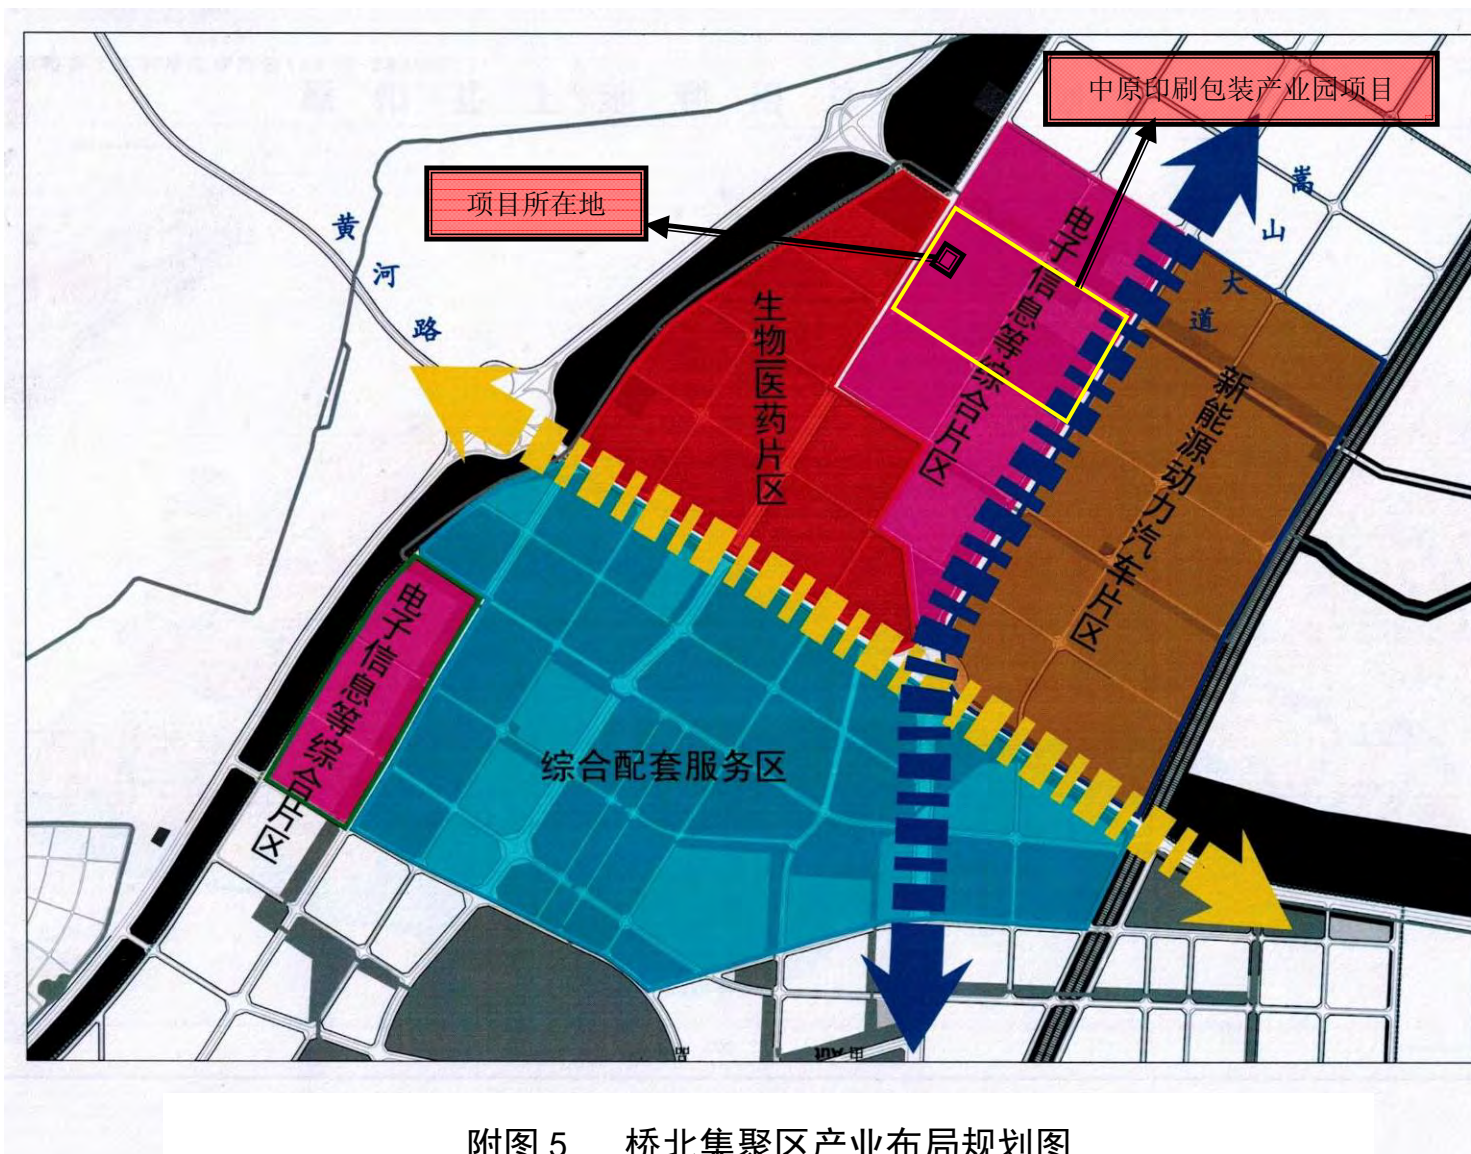 中原印刷包装产业园项目
项目所在地
嵩山大道
黄河路
电子信息等综合片区
生物医药片区
新能源动力汽车片区
电子信息等综合片区
综合配套服务区
附图 5 桥北集聚区产业布局规划图